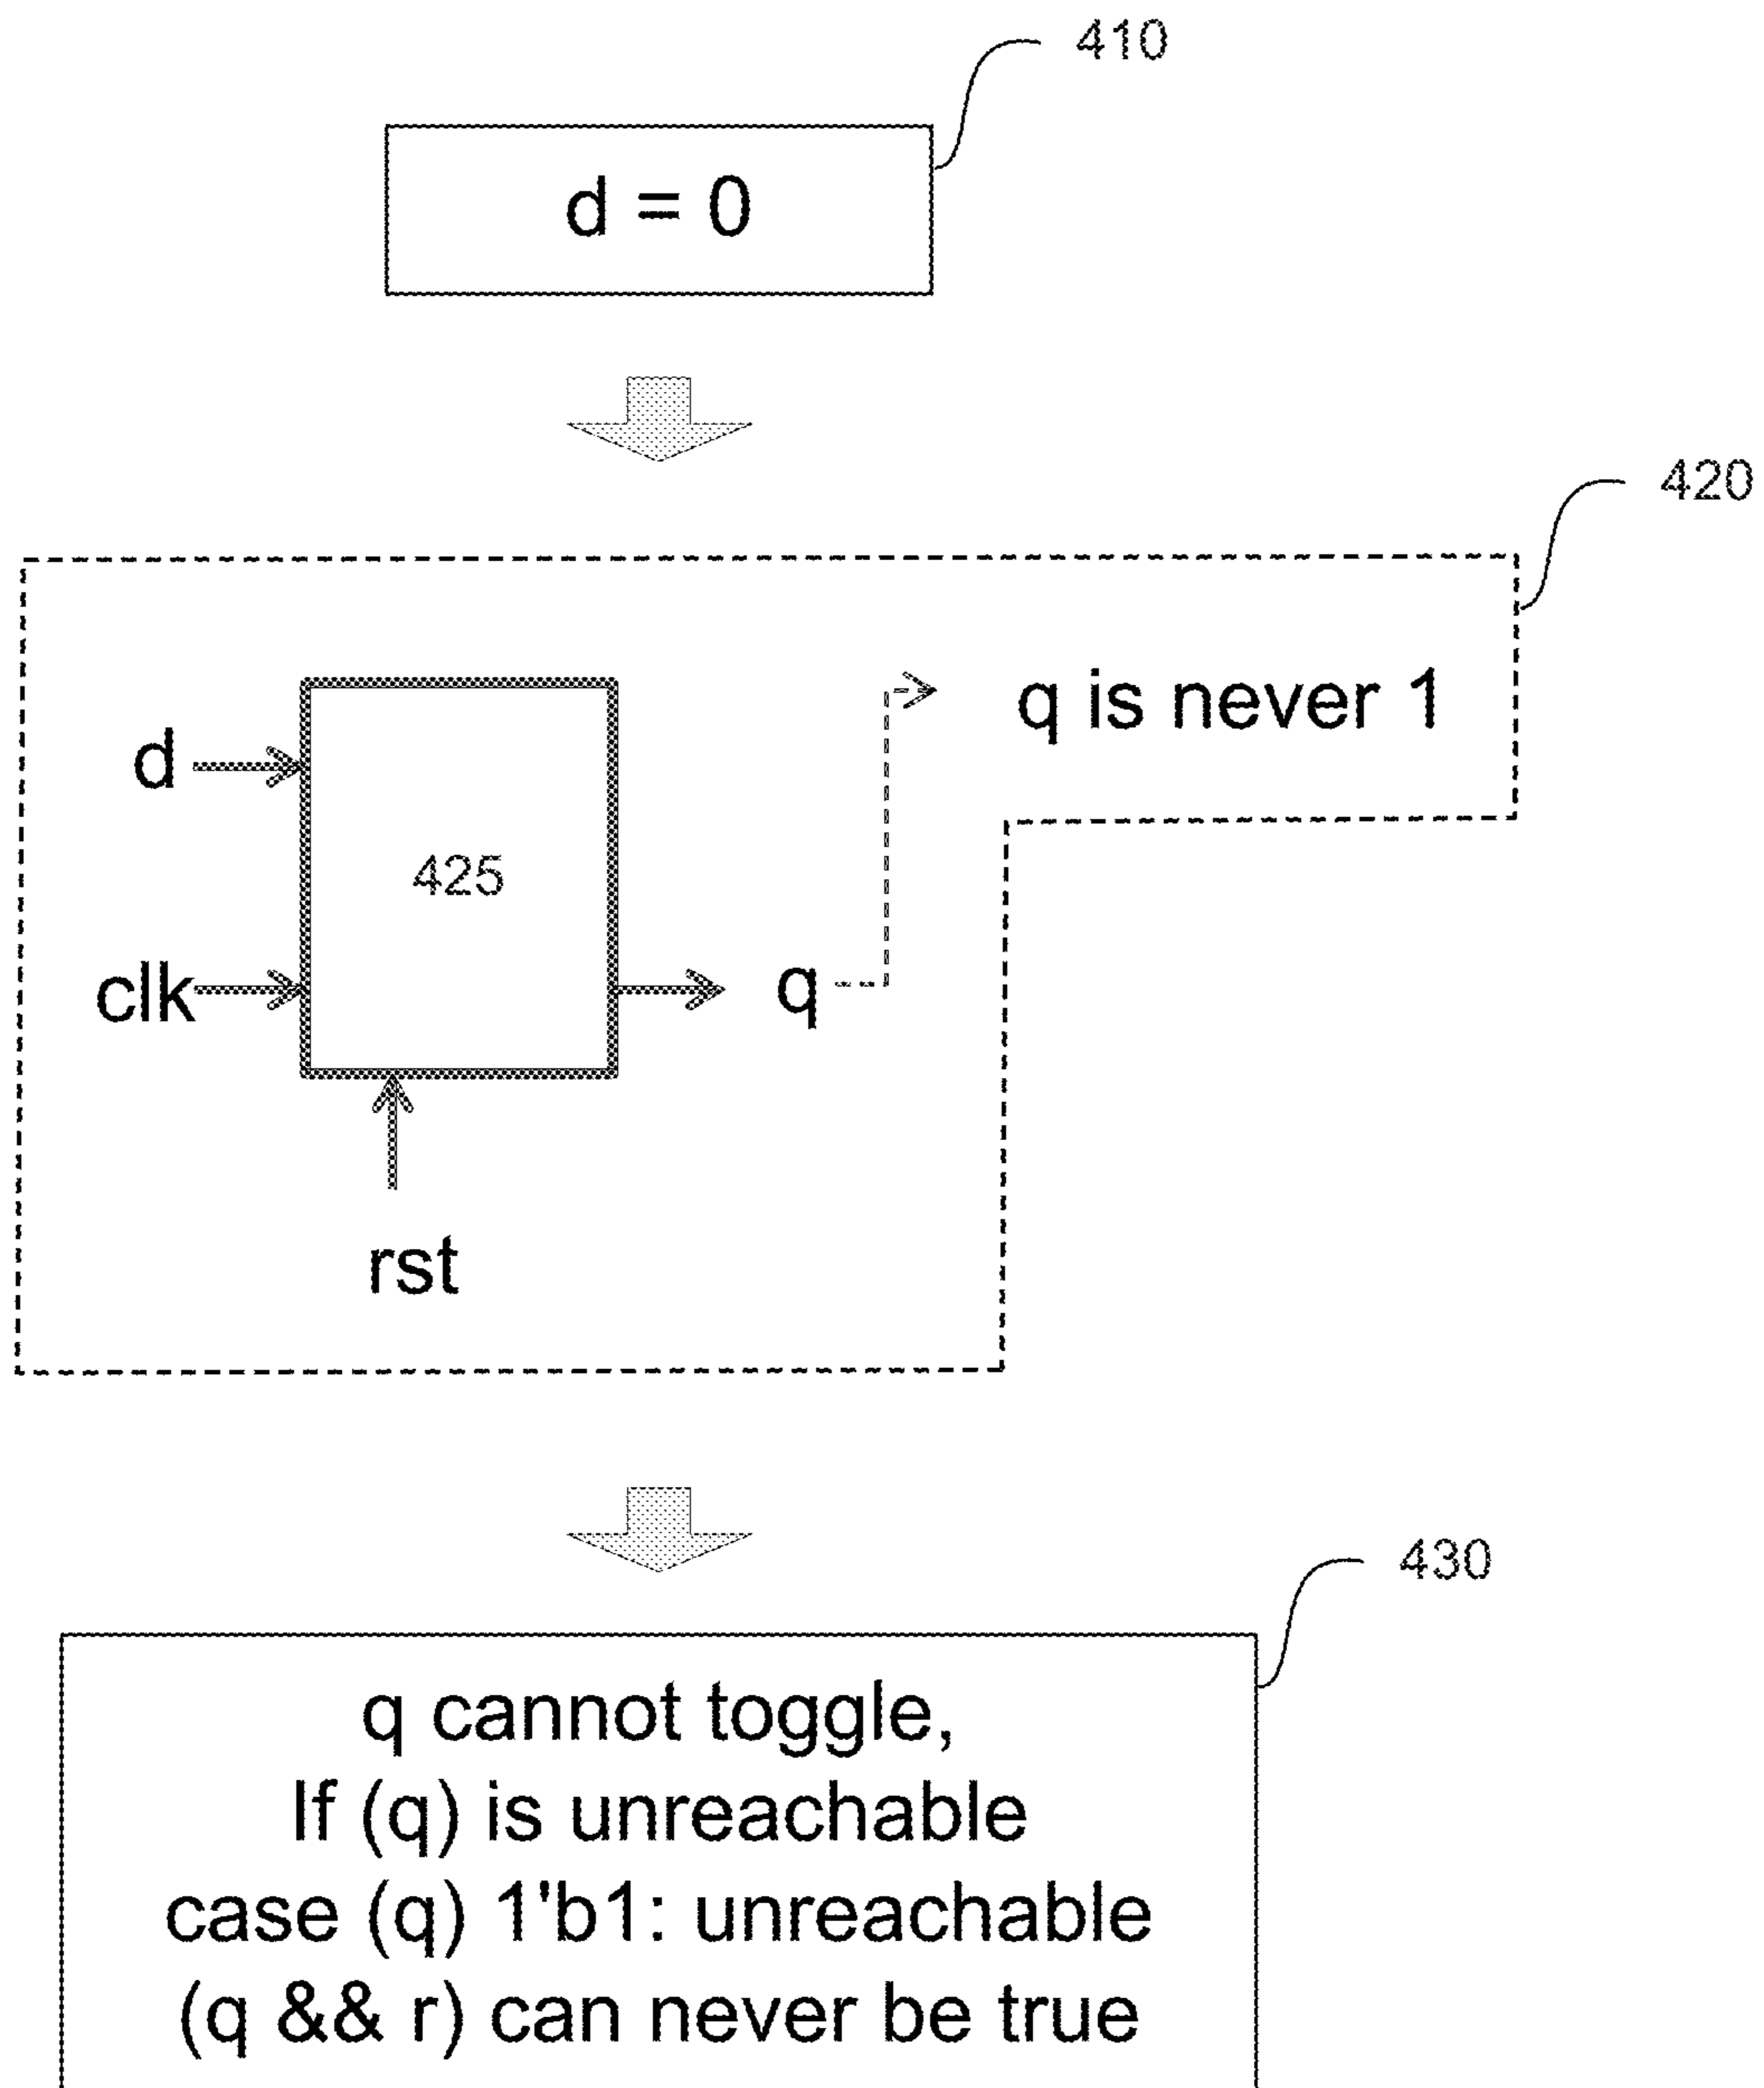 410
d = 0
420
q is never 1
d
425
clk
q
rst
430
q cannot toggle,
If (q) is unreachable
case (q) 1'b1: unreachable
(q && r) can never be true